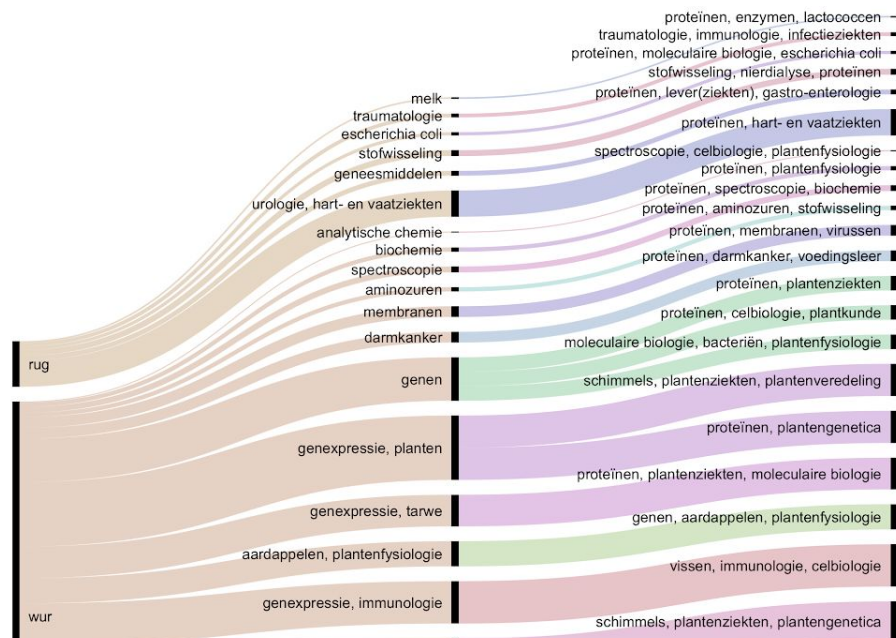 rug
wur
melk
traumatologie
escherichia coli
stofwisseling
geneesmiddelen
urologie, hart- en vaatziekten
analytische chemie
biochemie
spectroscopie
aminozuren
membranen
darmkanker
genen
genexpressie, planten
genexpressie, tarwe
aardappelen, plantenfysiologie
genexpressie, immunologie
proteïnen, enzymen, lactococcen
traumatologie, immunologie, infectieziekten
proteïnen, moleculaire biologie, escherichia coli
stofwisseling, nierdialyse, proteïnen
proteïnen, lever(ziekten), gastro-enterologie
proteïnen, hart- en vaatziekten
spectroscopie, celbiologie, plantenfysiologie
proteïnen, plantenfysiologie
proteïnen, spectroscopie, biochemie
proteïnen, aminozuren, stofwisseling
proteïnen, membranen, virussen
proteïnen, darmkanker, voedingsleer
proteïnen, plantenziekten
proteïnen, celbiologie, plantkunde
moleculaire biologie, bacteriën, plantenfysiologie
schimmels, plantenziekten, plantenveredeling
proteïnen, plantengenetica
proteïnen, plantenziekten, moleculaire biologie
genen, aardappelen, plantenfysiologie
vissen, immunologie, celbiologie
schimmels, plantenziekten, plantengenetica